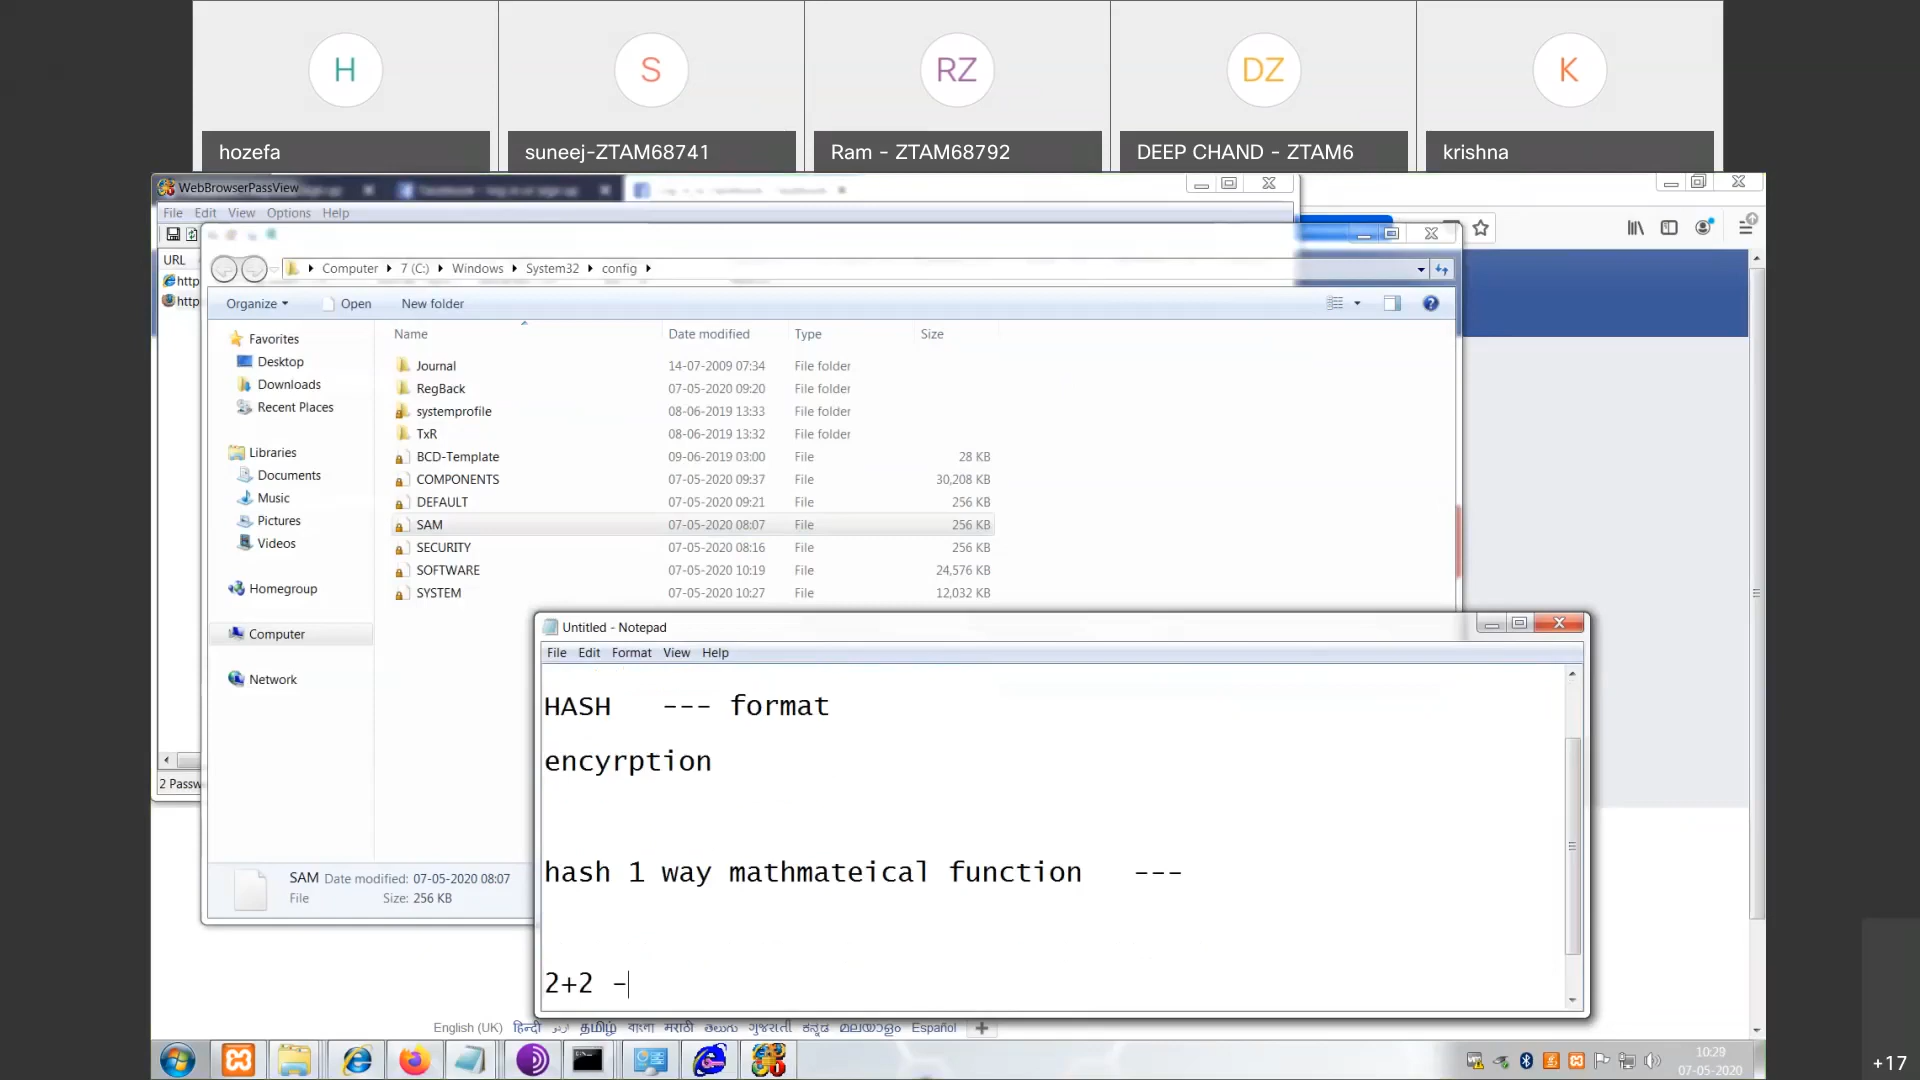 H
S
RZ
DZ
K
hozefa
suneej-ZTAM68741
Ram - ZTAM68792
DEEP CHAND - ZTAM6
krishna
WebBrowserPassView
File Edit View Options Help
URL
http
http
Computer 7 (C:) Windows System32 config
Organize Open New folder
Name Date modified Type Size
Favorites
Desktop
Downloads
Recent Places
Libraries
Documents
Music
Pictures
Videos
Homegroup
Computer
Network
Journal 14-07-2009 07:34 File folder
RegBack 07-05-2020 09:20 File folder
systemprofile 08-06-2019 13:33 File folder
TxR 08-06-2019 13:32 File folder
BCD-Template 09-06-2019 03:00 File 28 KB
COMPONENTS 07-05-2020 09:37 File 30,208 KB
DEFAULT 07-05-2020 09:21 File 256 KB
SAM 07-05-2020 08:07 File 256 KB
SECURITY 07-05-2020 08:16 File 256 KB
SOFTWARE 07-05-2020 10:19 File 24,576 KB
SYSTEM 07-05-2020 10:27 File 12,032 KB
2 Passw
SAM Date modified: 07-05-2020 08:07
File Size: 256 KB
Untitled - Notepad
File Edit Format View Help
HASH --- format
encyrption
hash 1 way mathmateical function ---
2+2 -
English (UK) हिन्दी اردو தமிழ் বাংলা मराठी తెలుగు ગુજરાતી ಕನ್ನಡ മലയാളം Español
10:29
07-05-2020
+17